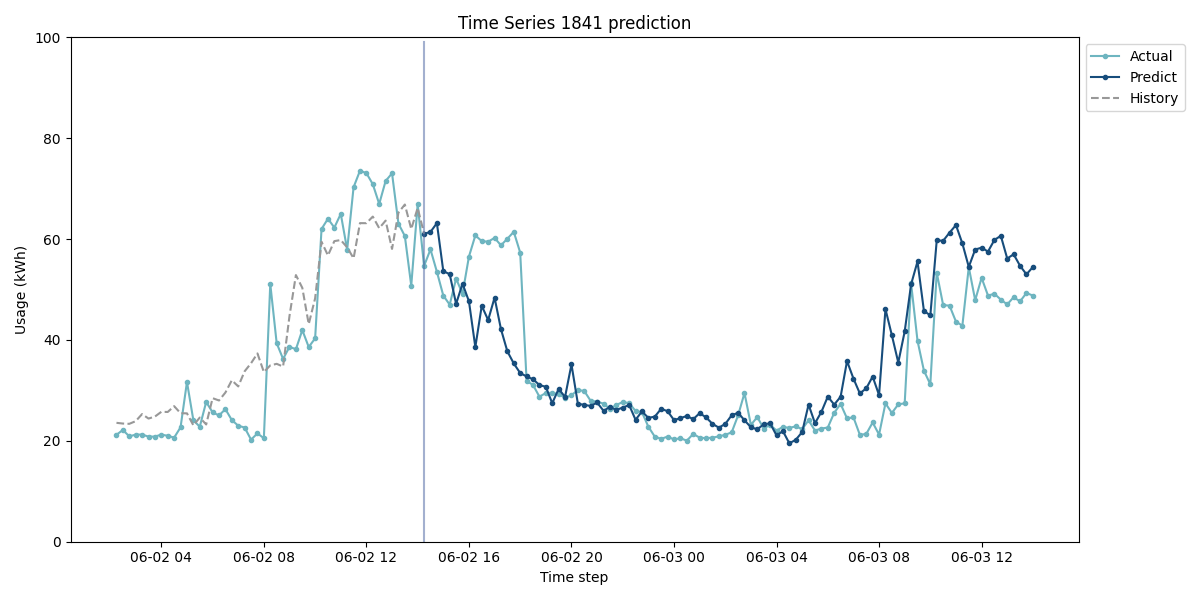 Time Series 1841 prediction
100
80
60
40
20
0
Usage (kWh)
06-02 04
06-02 08
06-02 12
06-02 16
06-02 20
06-03 00
06-03 04
06-03 08
06-03 12
Time step
Actual
Predict
History